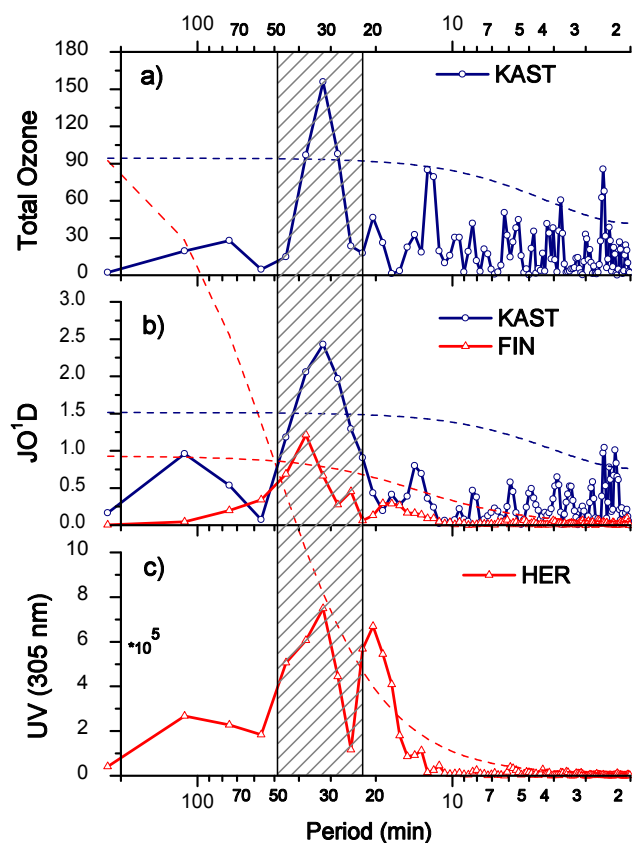 100 70 50 40 30 20 10 7 5 4 3 2
180
a)
KAST
150
120
90
60
30
0
Total Ozone
3.0
b)
KAST
FIN
2.5
2.0
1.5
1.0
0.5
0.0
JO¹D
10
c)
HER
8
6
*10⁵
4
2
0
UV (305 nm)
100 70 50 40 30 20 10 7 5 4 3 2
Period (min)